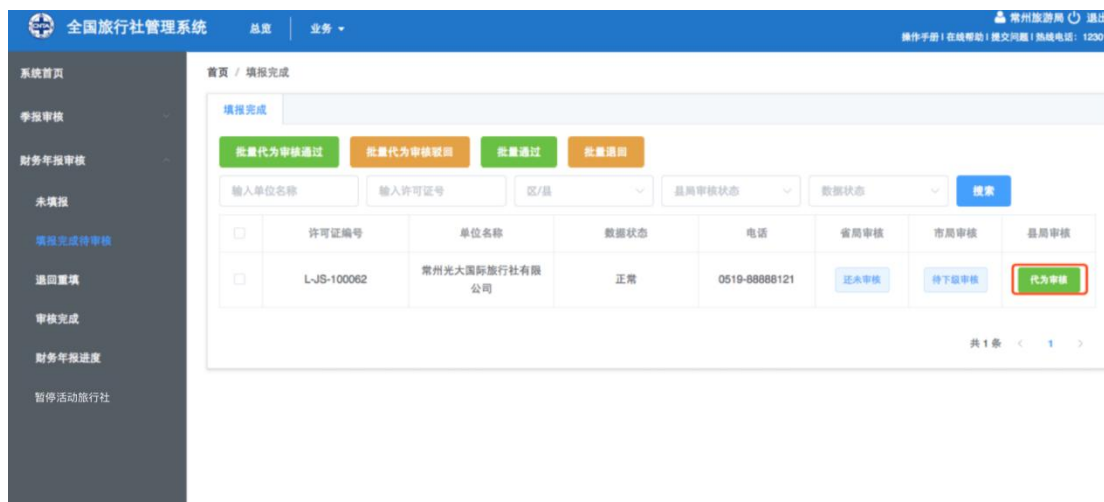 CNTA 全国旅行社管理系统 总览 业务
常州旅游局 退出
操作手册 | 在线帮助 | 提交问题 | 热线电话：1230
系统首页
季报审核
财务年报审核
未填报
填报完成待审核
退回重填
审核完成
财务年报进度
暂停活动旅行社
首页 / 填报完成
填报完成
批量代为审核通过 批量代为审核驳回 批量通过 批量退回
输入单位名称 输入许可证号 区/县 县局审核状态 数据状态 搜索
许可证编号 单位名称 数据状态 电话 省局审核 市局审核 县局审核
L-JS-100062 常州光大国际旅行社有限公司 正常 0519-88888121 还未审核 待下级审核 代为审核
共 1 条 < 1 >